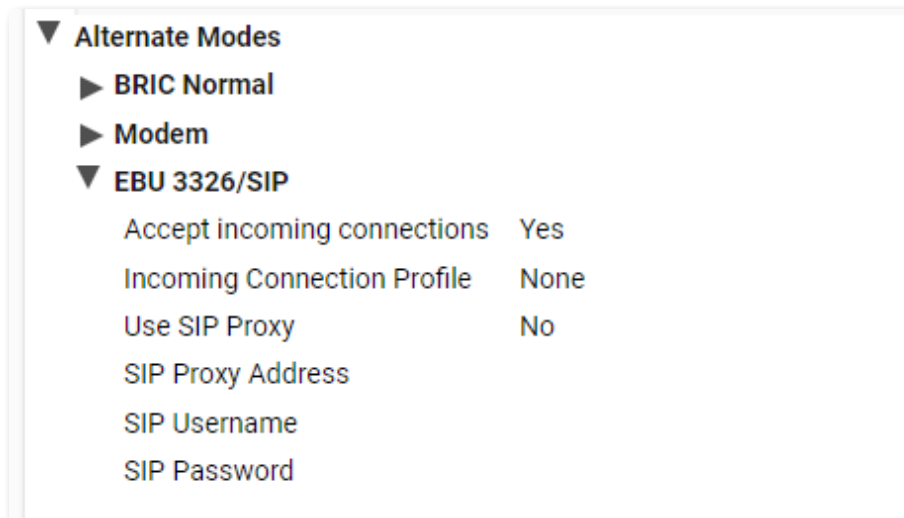 Alternate Modes
BRIC Normal
Modem
EBU 3326/SIP
Accept incoming connections Yes
Incoming Connection Profile None
Use SIP Proxy No
SIP Proxy Address
SIP Username
SIP Password